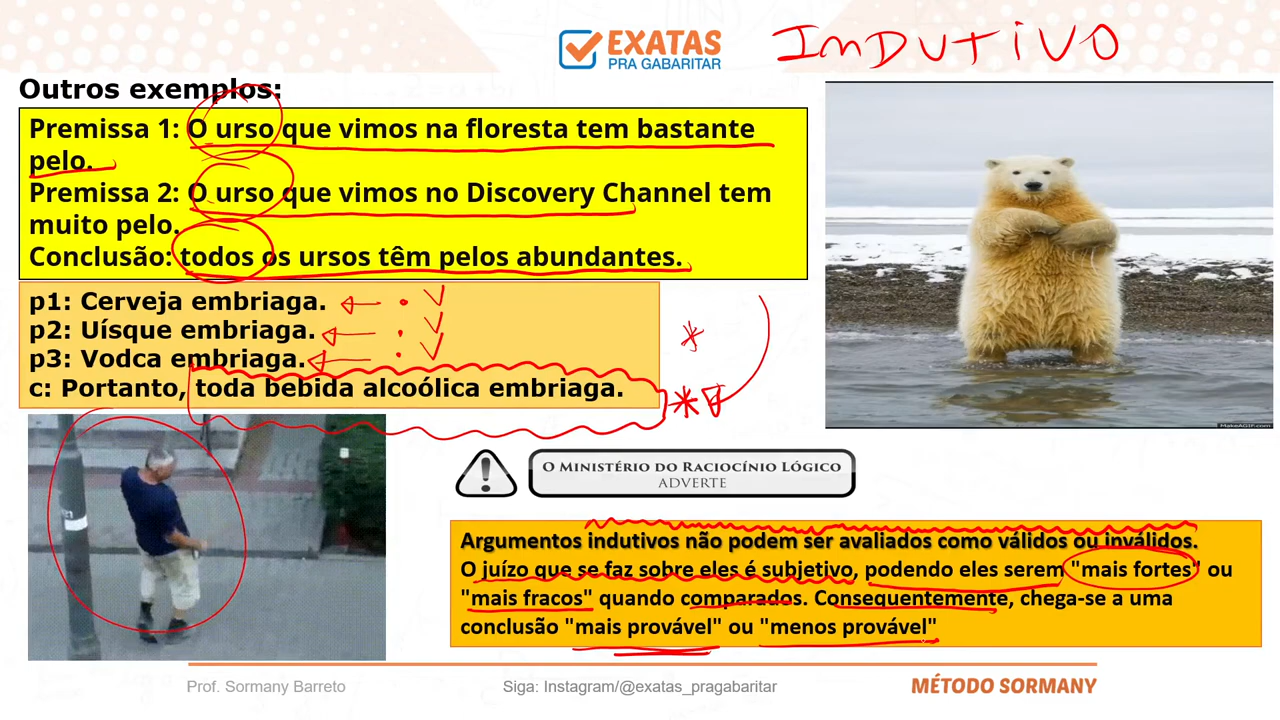 EXATAS
PRA GABARITAR
INDUTIVO
Outros exemplos:
Premissa 1: O urso que vimos na floresta tem bastante
pelo.
Premissa 2: O urso que vimos no Discovery Channel tem
muito pelo.
Conclusão: todos os ursos têm pelos abundantes.
p1: Cerveja embriaga.
p2: Uísque embriaga.
p3: Vodca embriaga.
c: Portanto, toda bebida alcoólica embriaga.
MakeAGIF.com
O MINISTÉRIO DO RACIOCÍNIO LÓGICO
ADVERTE
Argumentos indutivos não podem ser avaliados como válidos ou inválidos.
O juízo que se faz sobre eles é subjetivo, podendo eles serem "mais fortes" ou
"mais fracos" quando comparados. Consequentemente, chega-se a uma
conclusão "mais provável" ou "menos provável"
Prof. Sormany Barreto
Siga: Instagram/@exatas_pragabaritar
MÉTODO SORMANY